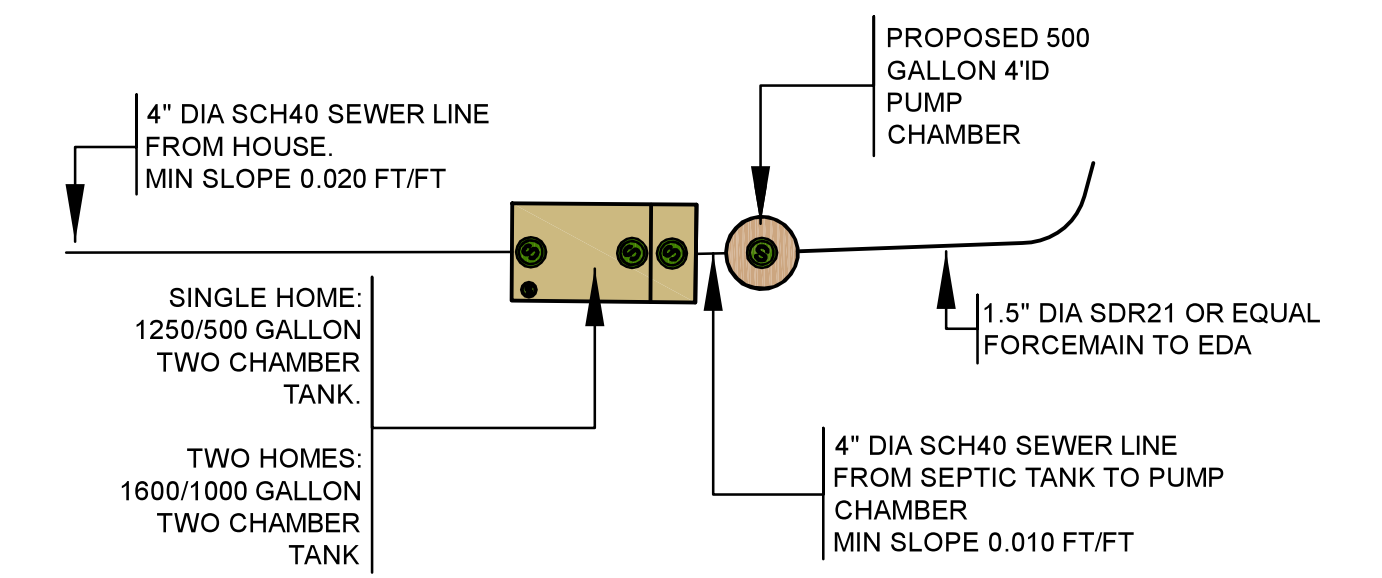 PROPOSED 500
GALLON 4'ID
PUMP
CHAMBER
4" DIA SCH40 SEWER LINE
FROM HOUSE.
MIN SLOPE 0.020 FT/FT
S
S
S
S
S
SINGLE HOME:
1250/500 GALLON
TWO CHAMBER
TANK.
TWO HOMES:
1600/1000 GALLON
TWO CHAMBER
TANK
1.5" DIA SDR21 OR EQUAL
FORCEMAIN TO EDA
4" DIA SCH40 SEWER LINE
FROM SEPTIC TANK TO PUMP
CHAMBER
MIN SLOPE 0.010 FT/FT